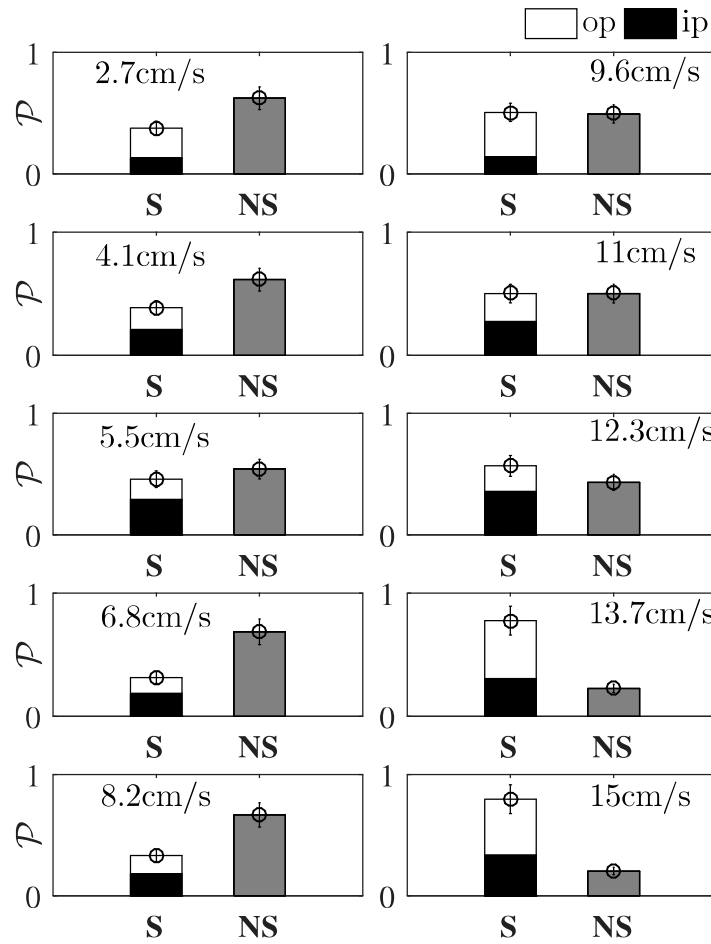 op ip
1 2.7cm/s 1 9.6cm/s
𝒫
0 0
S NS S NS
1 4.1cm/s 1 11cm/s
𝒫
0 0
S NS S NS
1 5.5cm/s 1 12.3cm/s
𝒫
0 0
S NS S NS
1 6.8cm/s 1 13.7cm/s
𝒫
0 0
S NS S NS
1 8.2cm/s 1 15cm/s
𝒫
0 0
S NS S NS